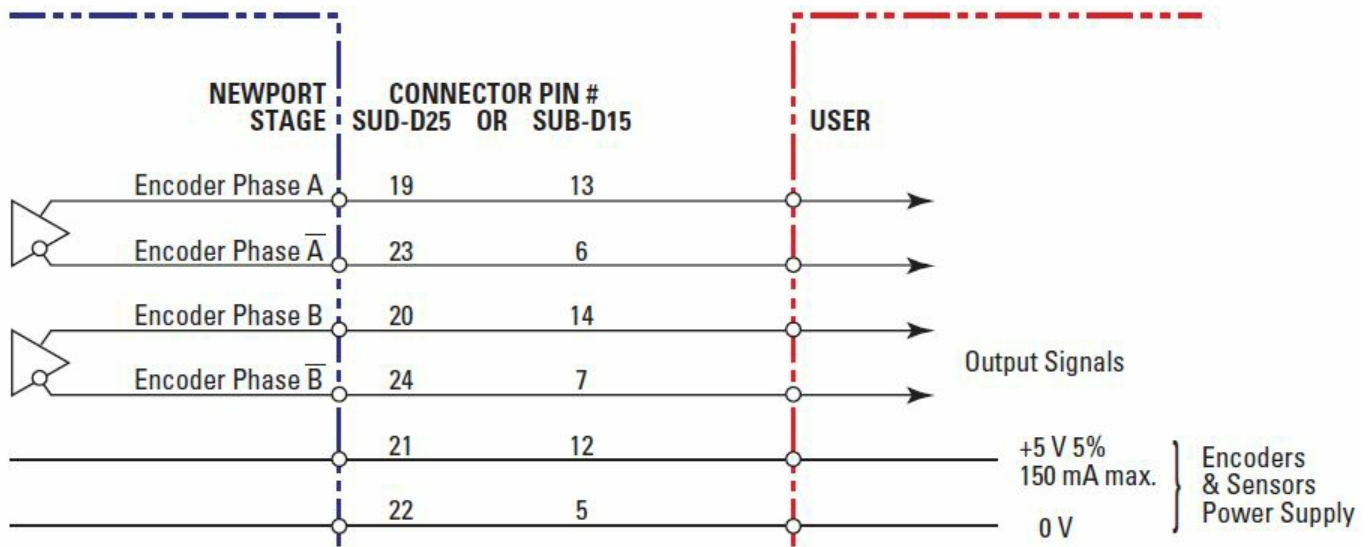 NEWPORT STAGE
CONNECTOR PIN #
SUD-D25 OR SUB-D15
USER
Encoder Phase A 19 13
Encoder Phase A̅ 23 6
Encoder Phase B 20 14
Encoder Phase B̅ 24 7
Output Signals
21 12 +5 V 5%
150 mA max.
22 5 0 V
Encoders
& Sensors
Power Supply